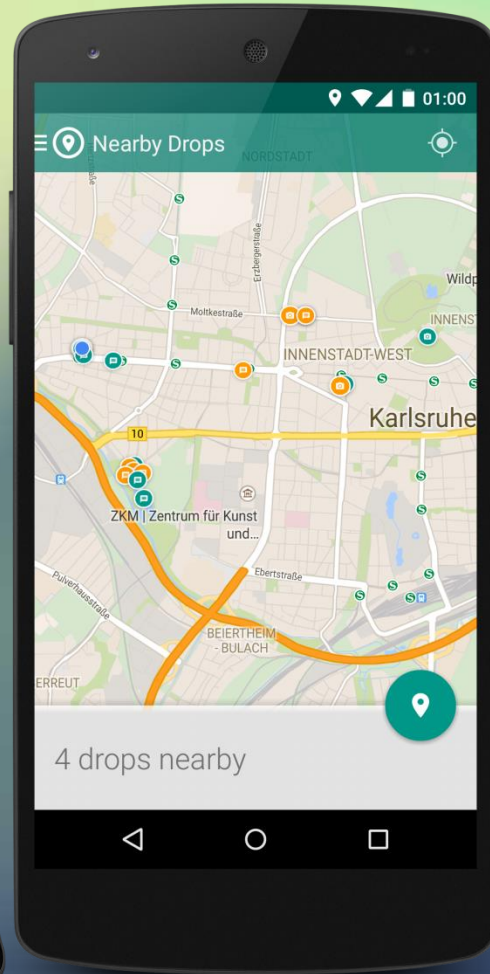 01:00
Nearby Drops
NORDSTADT
Erzbergerstraße
Wildp
Moltkestraße
INNENST
INNENSTADT-WEST
Karlsruhe
10
ZKM | Zentrum für Kunst
und...
Ebertstraße
Pulverhausstraße
BEIERTHEIM
- BULACH
ERREUT
4 drops nearby